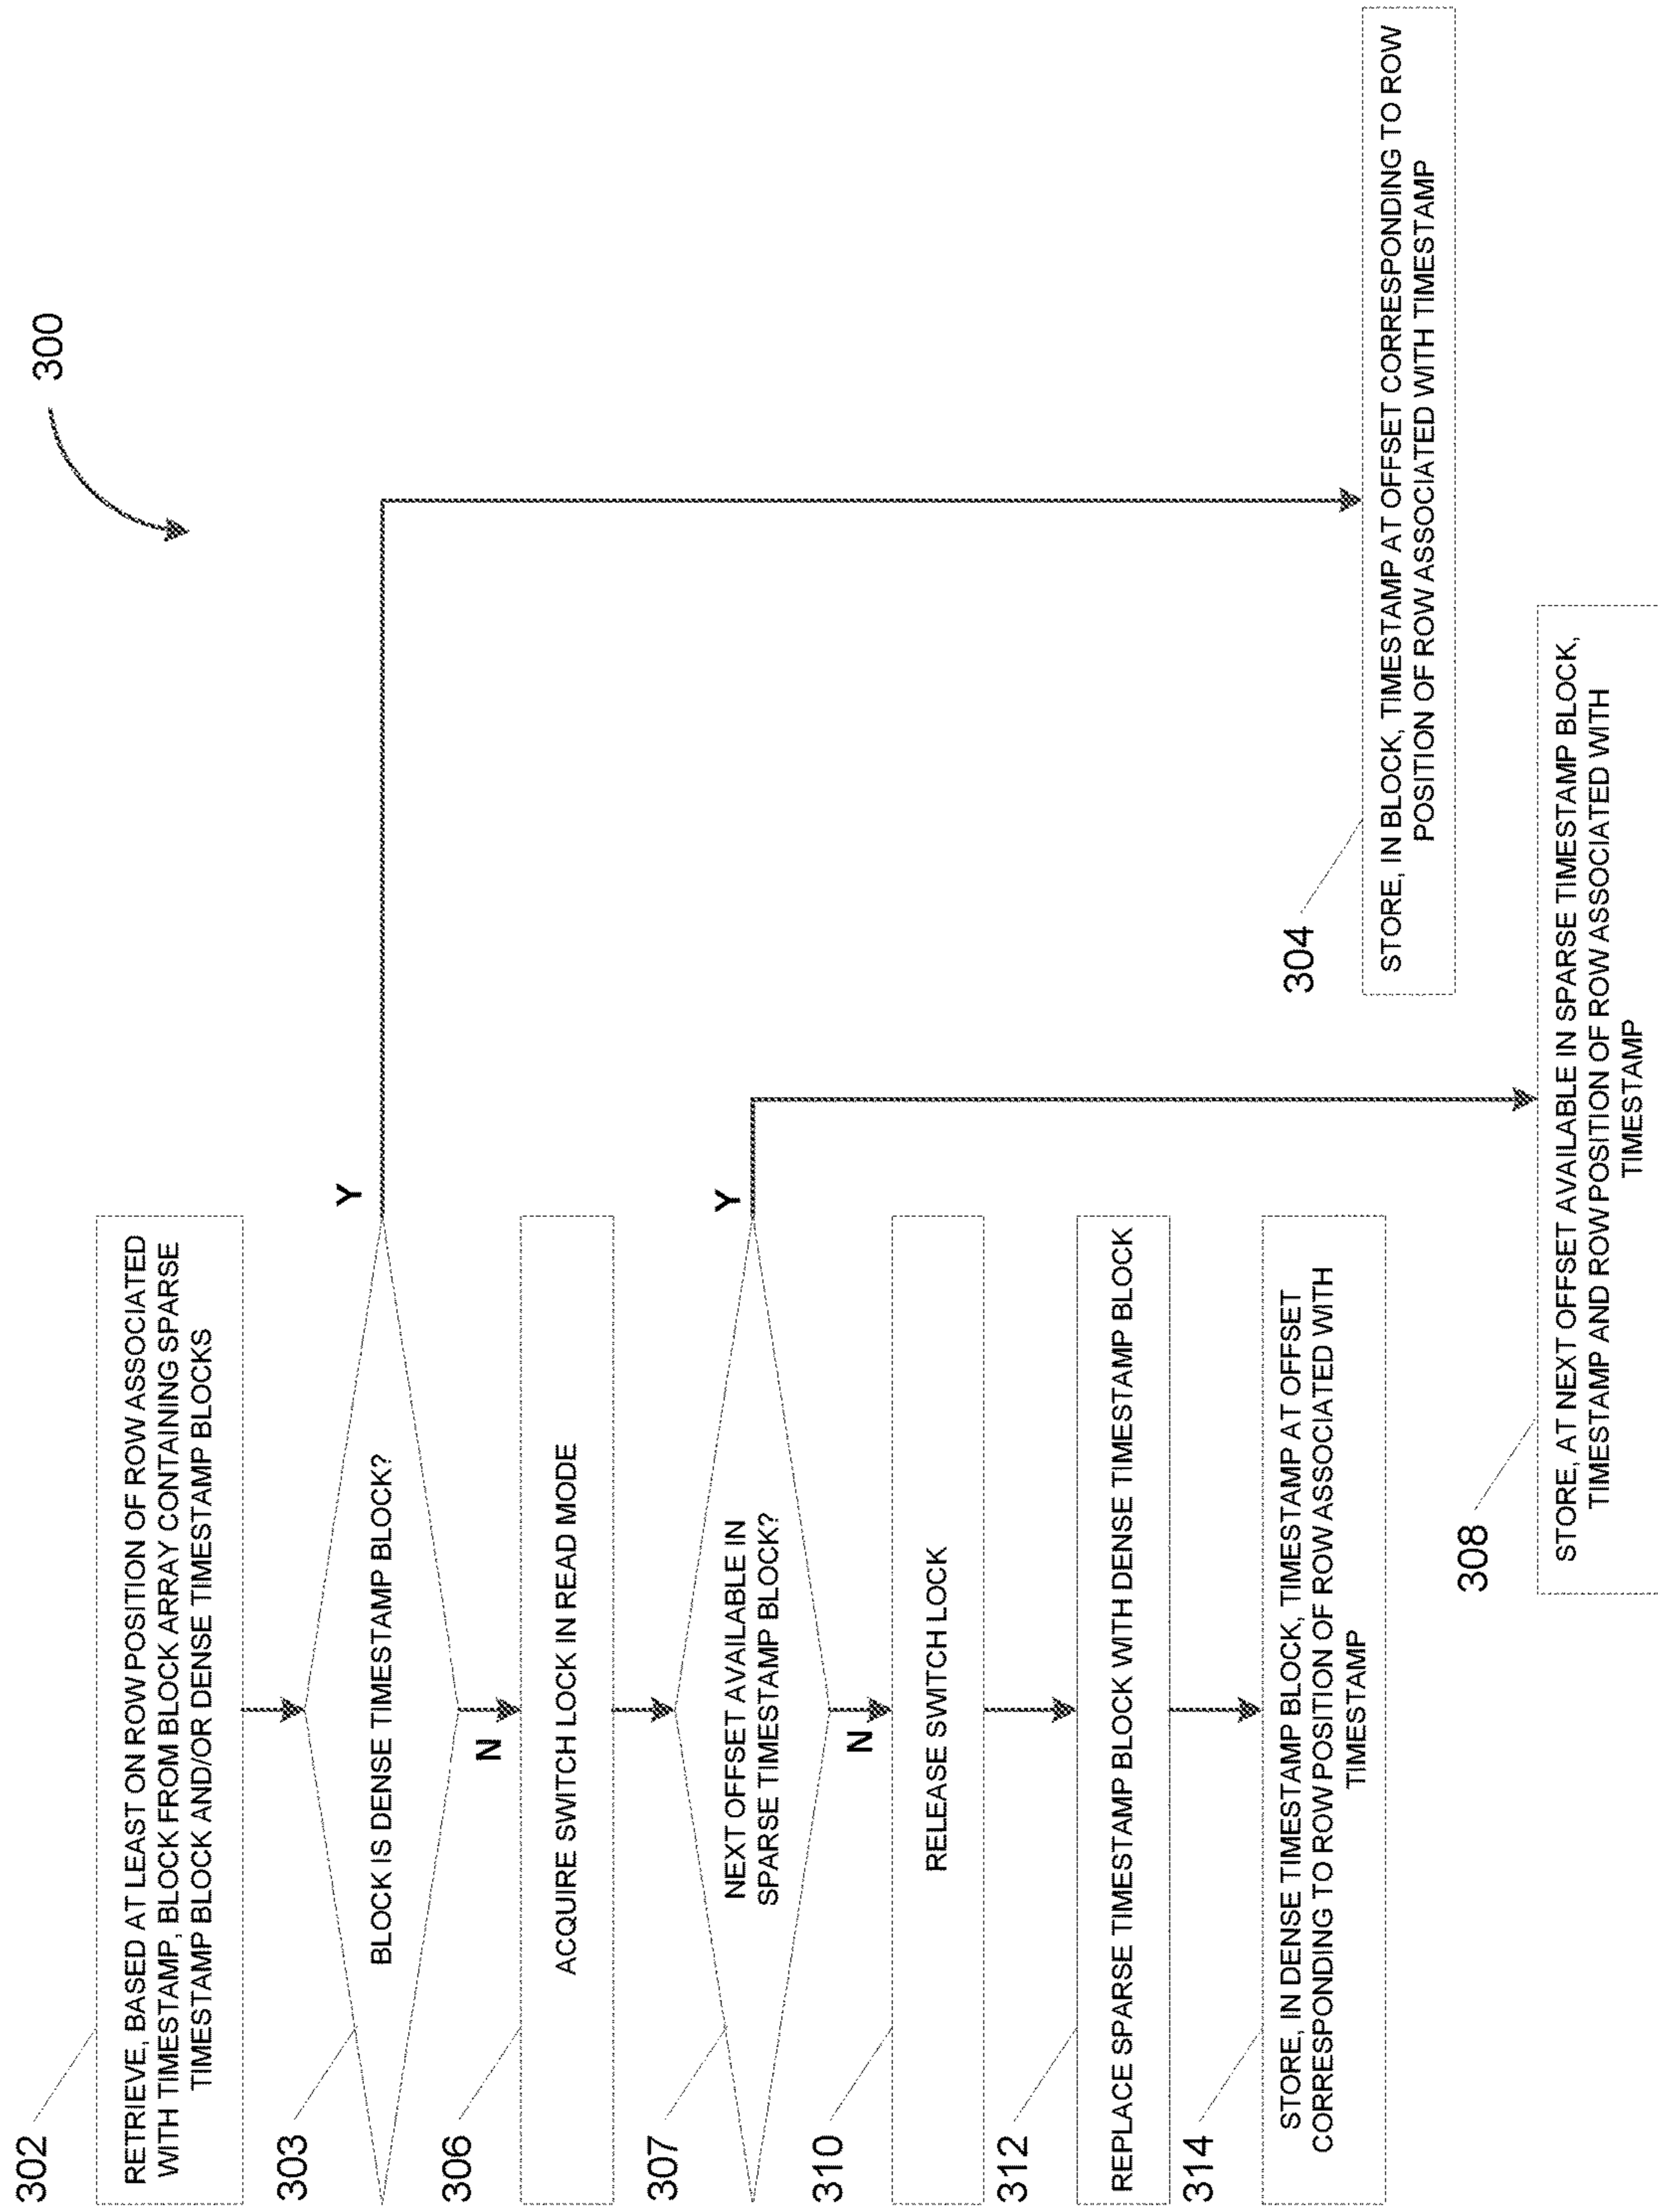 300
302
RETRIEVE, BASED AT LEAST ON ROW POSITION OF ROW ASSOCIATED
WITH TIMESTAMP, BLOCK FROM BLOCK ARRAY CONTAINING SPARSE
TIMESTAMP BLOCK AND/OR DENSE TIMESTAMP BLOCKS
303
BLOCK IS DENSE TIMESTAMP BLOCK?
Y
N
306
ACQUIRE SWITCH LOCK IN READ MODE
307
NEXT OFFSET AVAILABLE IN
SPARSE TIMESTAMP BLOCK?
Y
N
310
RELEASE SWITCH LOCK
312
REPLACE SPARSE TIMESTAMP BLOCK WITH DENSE TIMESTAMP BLOCK
314
STORE, IN DENSE TIMESTAMP BLOCK, TIMESTAMP AT OFFSET
CORRESPONDING TO ROW POSITION OF ROW ASSOCIATED WITH
TIMESTAMP
304
STORE, IN BLOCK, TIMESTAMP AT OFFSET CORRESPONDING TO ROW
POSITION OF ROW ASSOCIATED WITH TIMESTAMP
308
STORE, AT NEXT OFFSET AVAILABLE IN SPARSE TIMESTAMP BLOCK,
TIMESTAMP AND ROW POSITION OF ROW ASSOCIATED WITH
TIMESTAMP